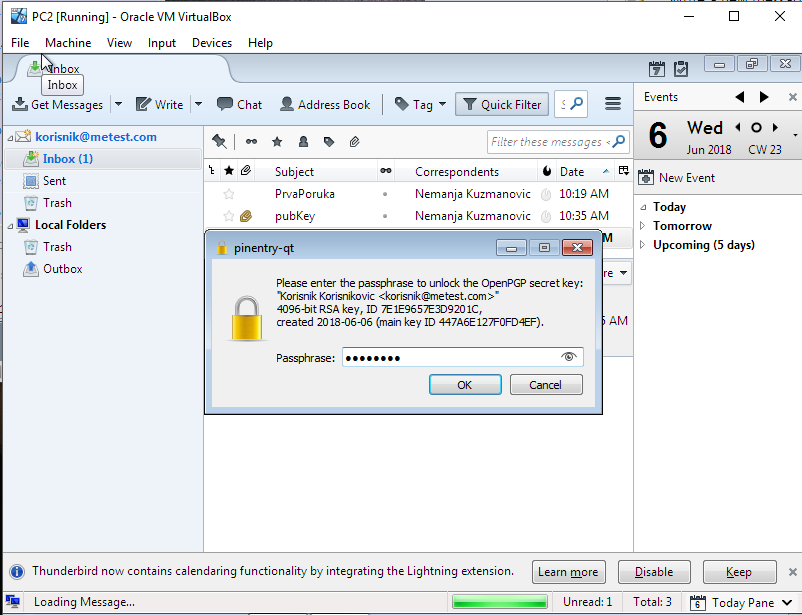 PC2 [Running] - Oracle VM VirtualBox
File Machine View Input Devices Help
Inbox
Inbox
Get Messages Write Chat Address Book Tag Quick Filter
Filter these messages
korisnik@metest.com
Inbox (1)
Sent
Trash
Local Folders
Trash
Outbox
Subject Correspondents Date
PrvaPoruka Nemanja Kuzmanovic 10:19 AM
pubKey Nemanja Kuzmanovic 10:35 AM
M
re
5 AM
pinentry-qt
Please enter the passphrase to unlock the OpenPGP secret key:
"Korisnik Korisnikovic <korisnik@metest.com>"
4096-bit RSA key, ID 7E1E9657E3D9201C,
created 2018-06-06 (main key ID 447A6E127F0FD4EF).
Passphrase: ●●●●●●●●
OK Cancel
Events
6 Wed
Jun 2018 CW 23
New Event
Today
Tomorrow
Upcoming (5 days)
Thunderbird now contains calendaring functionality by integrating the Lightning extension. Learn more Disable Keep
Loading Message... Unread: 1 Total: 3 6 Today Pane